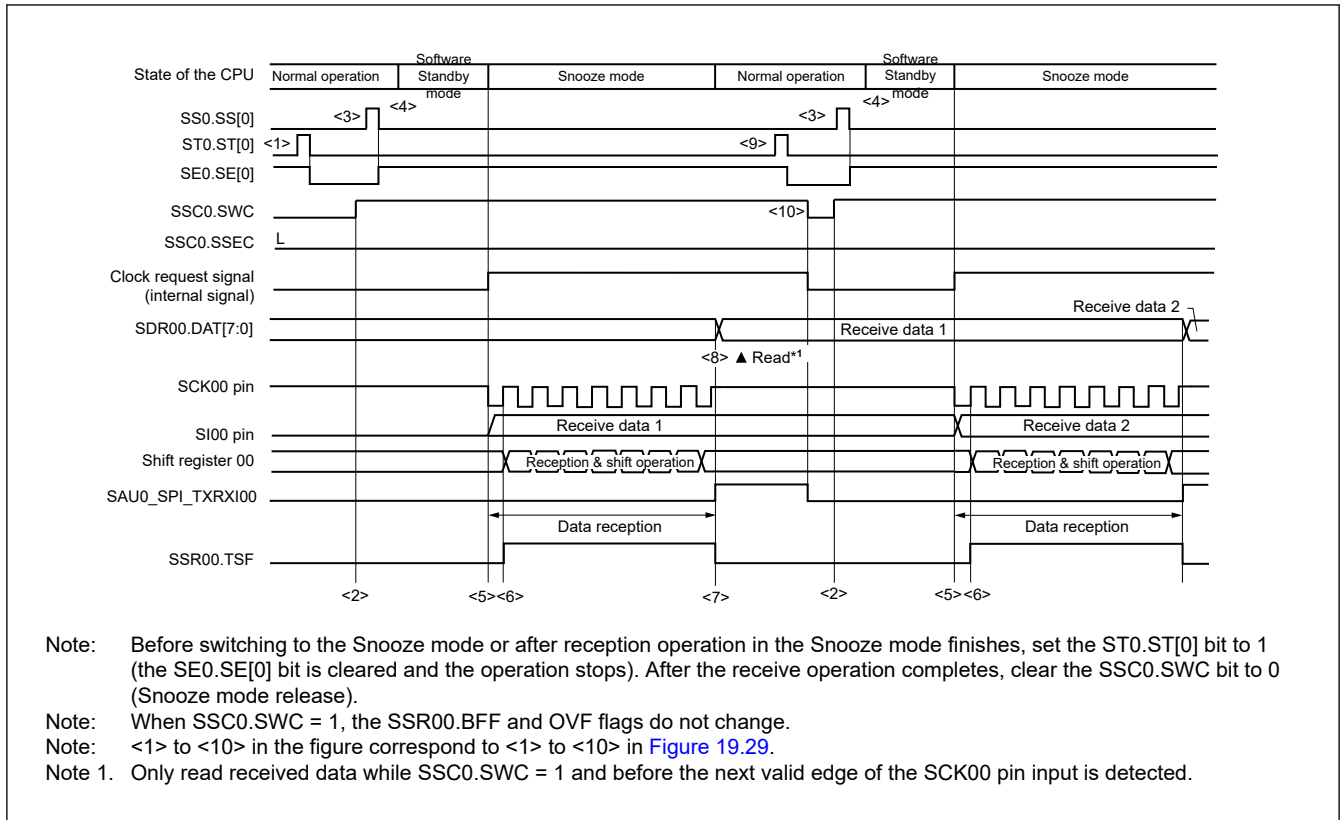 State of the CPU
Normal operation
Software
Standby
mode
Snooze mode
Normal operation
Software
Standby
mode
Snooze mode
SS0.SS[0]
<3>
<4>
<3>
<4>
ST0.ST[0]
<1>
<9>
SE0.SE[0]
SSC0.SWC
<10>
SSC0.SSEC
L
Clock request signal
(internal signal)
Receive data 2
SDR00.DAT[7:0]
Receive data 1
<8> ▲ Read*1
SCK00 pin
SI00 pin
Receive data 1
Receive data 2
Shift register 00
Reception & shift operation
Reception & shift operation
SAU0_SPI_TXRXI00
Data reception
Data reception
SSR00.TSF
<2>
<5><6>
<7>
<2>
<5><6>
Note: Before switching to the Snooze mode or after reception operation in the Snooze mode finishes, set the ST0.ST[0] bit to 1
(the SE0.SE[0] bit is cleared and the operation stops). After the receive operation completes, clear the SSC0.SWC bit to 0
(Snooze mode release).
Note: When SSC0.SWC = 1, the SSR00.BFF and OVF flags do not change.
Note: <1> to <10> in the figure correspond to <1> to <10> in Figure 19.29.
Note 1. Only read received data while SSC0.SWC = 1 and before the next valid edge of the SCK00 pin input is detected.